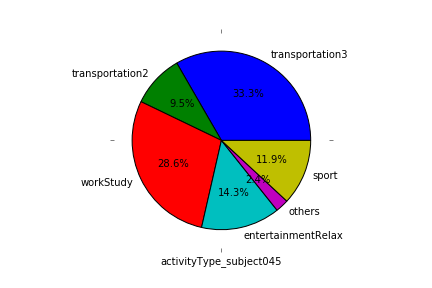 transportation3
33.3%
transportation2
9.5%
workStudy
28.6%
14.3%
entertainmentRelax
2.4%
others
11.9%
sport
activityType_subject045